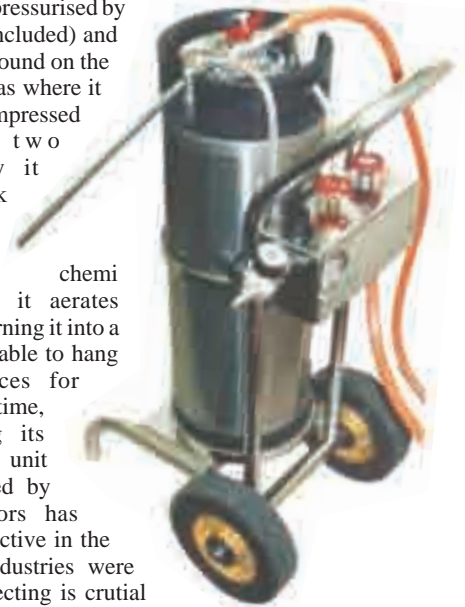 pressurised by
ncluded) and
ound on the
as where it
mpressed
two
it
chemi
it aerates
rning it into a
able to hang
ces for
time,
its
unit
ed by
ors has
ctive in the
dustries were
ecting is crutial